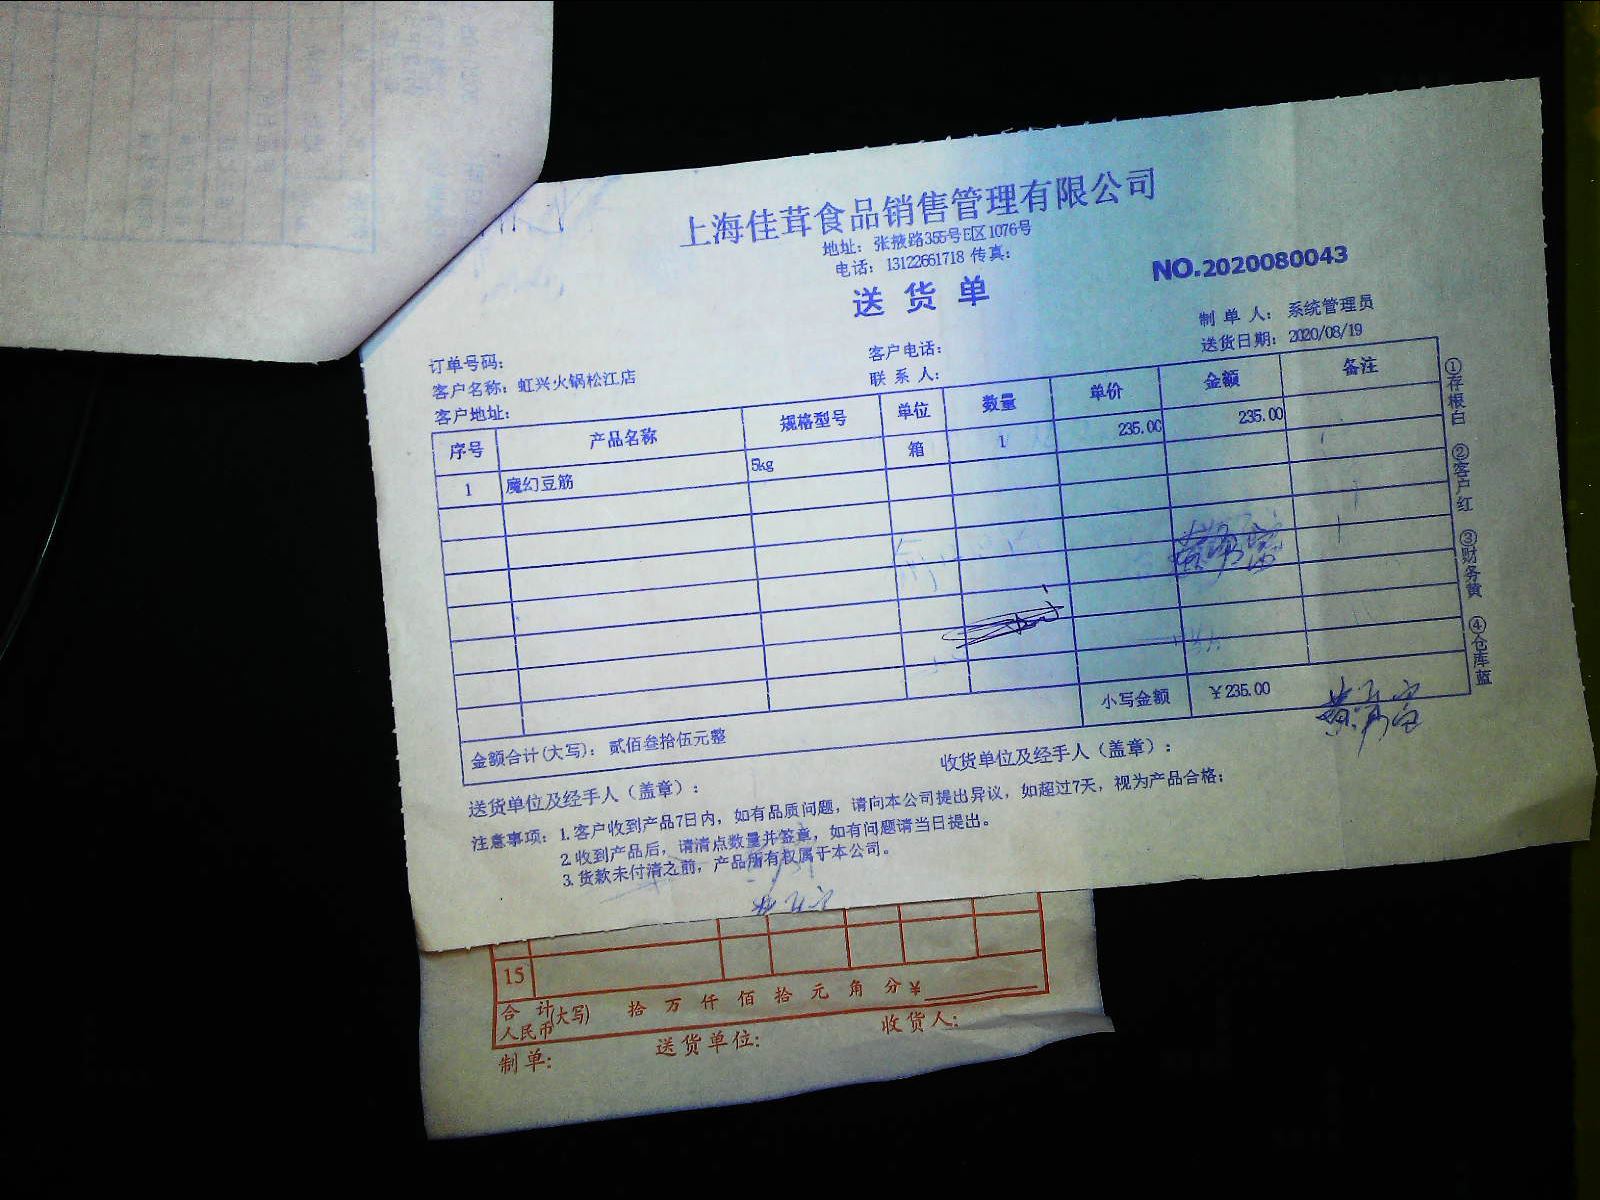 上海佳茸食品销售管理有限公司
地址：张掖路355号E区1076号
电话：13122661718 传真：
送 货 单
NO.2020080043
制 单 人：系统管理员
送货日期：2020/08/19
订单号码：
客户电话：
客户名称：虹兴火锅松江店
联 系 人：
客户地址：
序号 产品名称 规格型号 单位 数量 单价 金额 备注
1 魔幻豆筋 5kg 箱 1 235.00 235.00
小写金额 ￥235.00
金额合计(大写)：贰佰叁拾伍元整
①存根白 ②客户红 ③财务黄 ④仓库蓝
送货单位及经手人（盖章）：
收货单位及经手人（盖章）：
注意事项：1.客户收到产品7日内，如有品质问题，请向本公司提出异议，如超过7天，视为产品合格；
2.收到产品后，请清点数量并签章，如有问题请当日提出。
3.货款未付清之前，产品所有权属于本公司。
15
合 计
人民币(大写) 拾 万 仟 佰 拾 元 角 分 ￥
制单： 送货单位： 收货人：